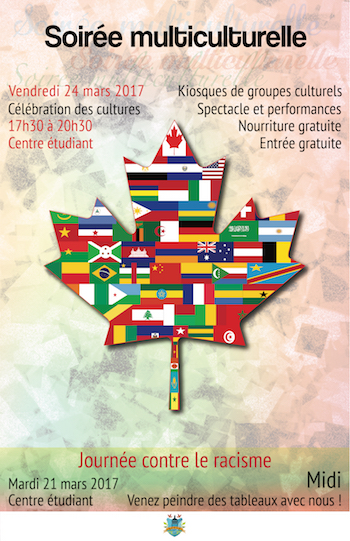 Soirée multiculturelle
Vendredi 24 mars 2017
Célébration des cultures
17h30 à 20h30
Centre étudiant
Kiosques de groupes culturels
Spectacle et performances
Nourriture gratuite
Entrée gratuite
Journée contre le racisme
Mardi 21 mars 2017
Centre étudiant
Midi
Venez peindre des tableaux avec nous !